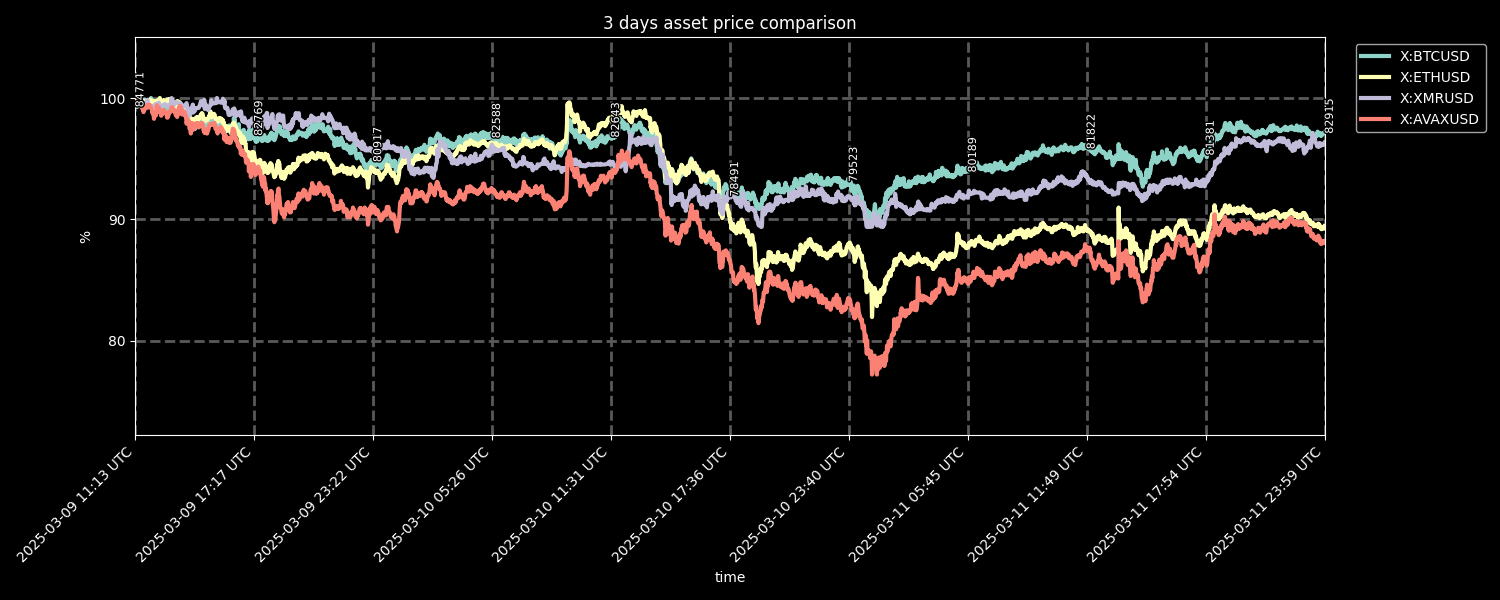 3 days asset price comparison
X:BTCUSD
X:ETHUSD
X:XMRUSD
X:AVAXUSD
100
90
80
%
84771
82769
80917
82588
82643
78491
79523
80189
81822
81381
82915
2025-03-09 11:13 UTC
2025-03-09 17:17 UTC
2025-03-09 23:22 UTC
2025-03-10 05:26 UTC
2025-03-10 11:31 UTC
2025-03-10 17:36 UTC
2025-03-10 23:40 UTC
2025-03-11 05:45 UTC
2025-03-11 11:49 UTC
2025-03-11 17:54 UTC
2025-03-11 23:59 UTC
time